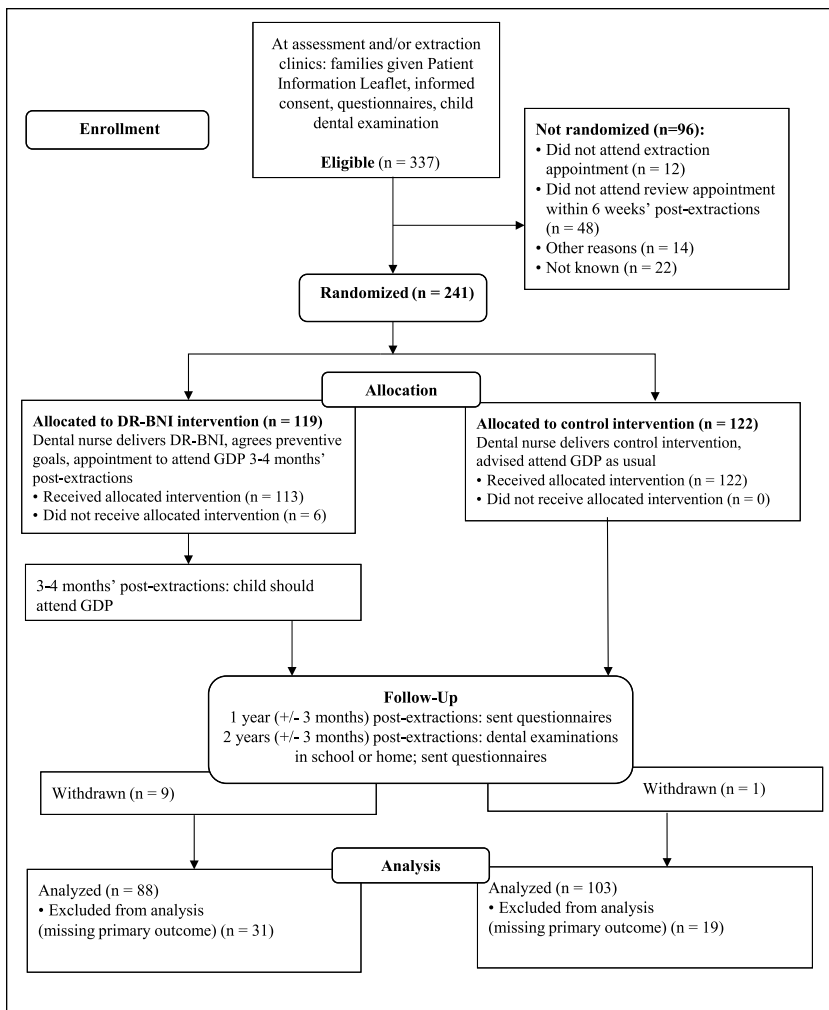 At assessment and/or extraction
clinics: families given Patient
Information Leaflet, informed
consent, questionnaires, child
dental examination
Eligible (n = 337)
Enrollment
Not randomized (n=96):
• Did not attend extraction
appointment (n = 12)
• Did not attend review appointment
within 6 weeks' post-extractions
(n = 48)
• Other reasons (n = 14)
• Not known (n = 22)
Randomized (n = 241)
Allocation
Allocated to DR-BNI intervention (n = 119)
Dental nurse delivers DR-BNI, agrees preventive
goals, appointment to attend GDP 3-4 months'
post-extractions
• Received allocated intervention (n = 113)
• Did not receive allocated intervention (n = 6)
Allocated to control intervention (n = 122)
Dental nurse delivers control intervention,
advised attend GDP as usual
• Received allocated intervention (n = 122)
• Did not receive allocated intervention (n = 0)
3-4 months' post-extractions: child should
attend GDP
Follow-Up
1 year (+/- 3 months) post-extractions: sent questionnaires
2 years (+/- 3 months) post-extractions: dental examinations
in school or home; sent questionnaires
Withdrawn (n = 9)
Withdrawn (n = 1)
Analysis
Analyzed (n = 88)
• Excluded from analysis
(missing primary outcome) (n = 31)
Analyzed (n = 103)
• Excluded from analysis
(missing primary outcome) (n = 19)